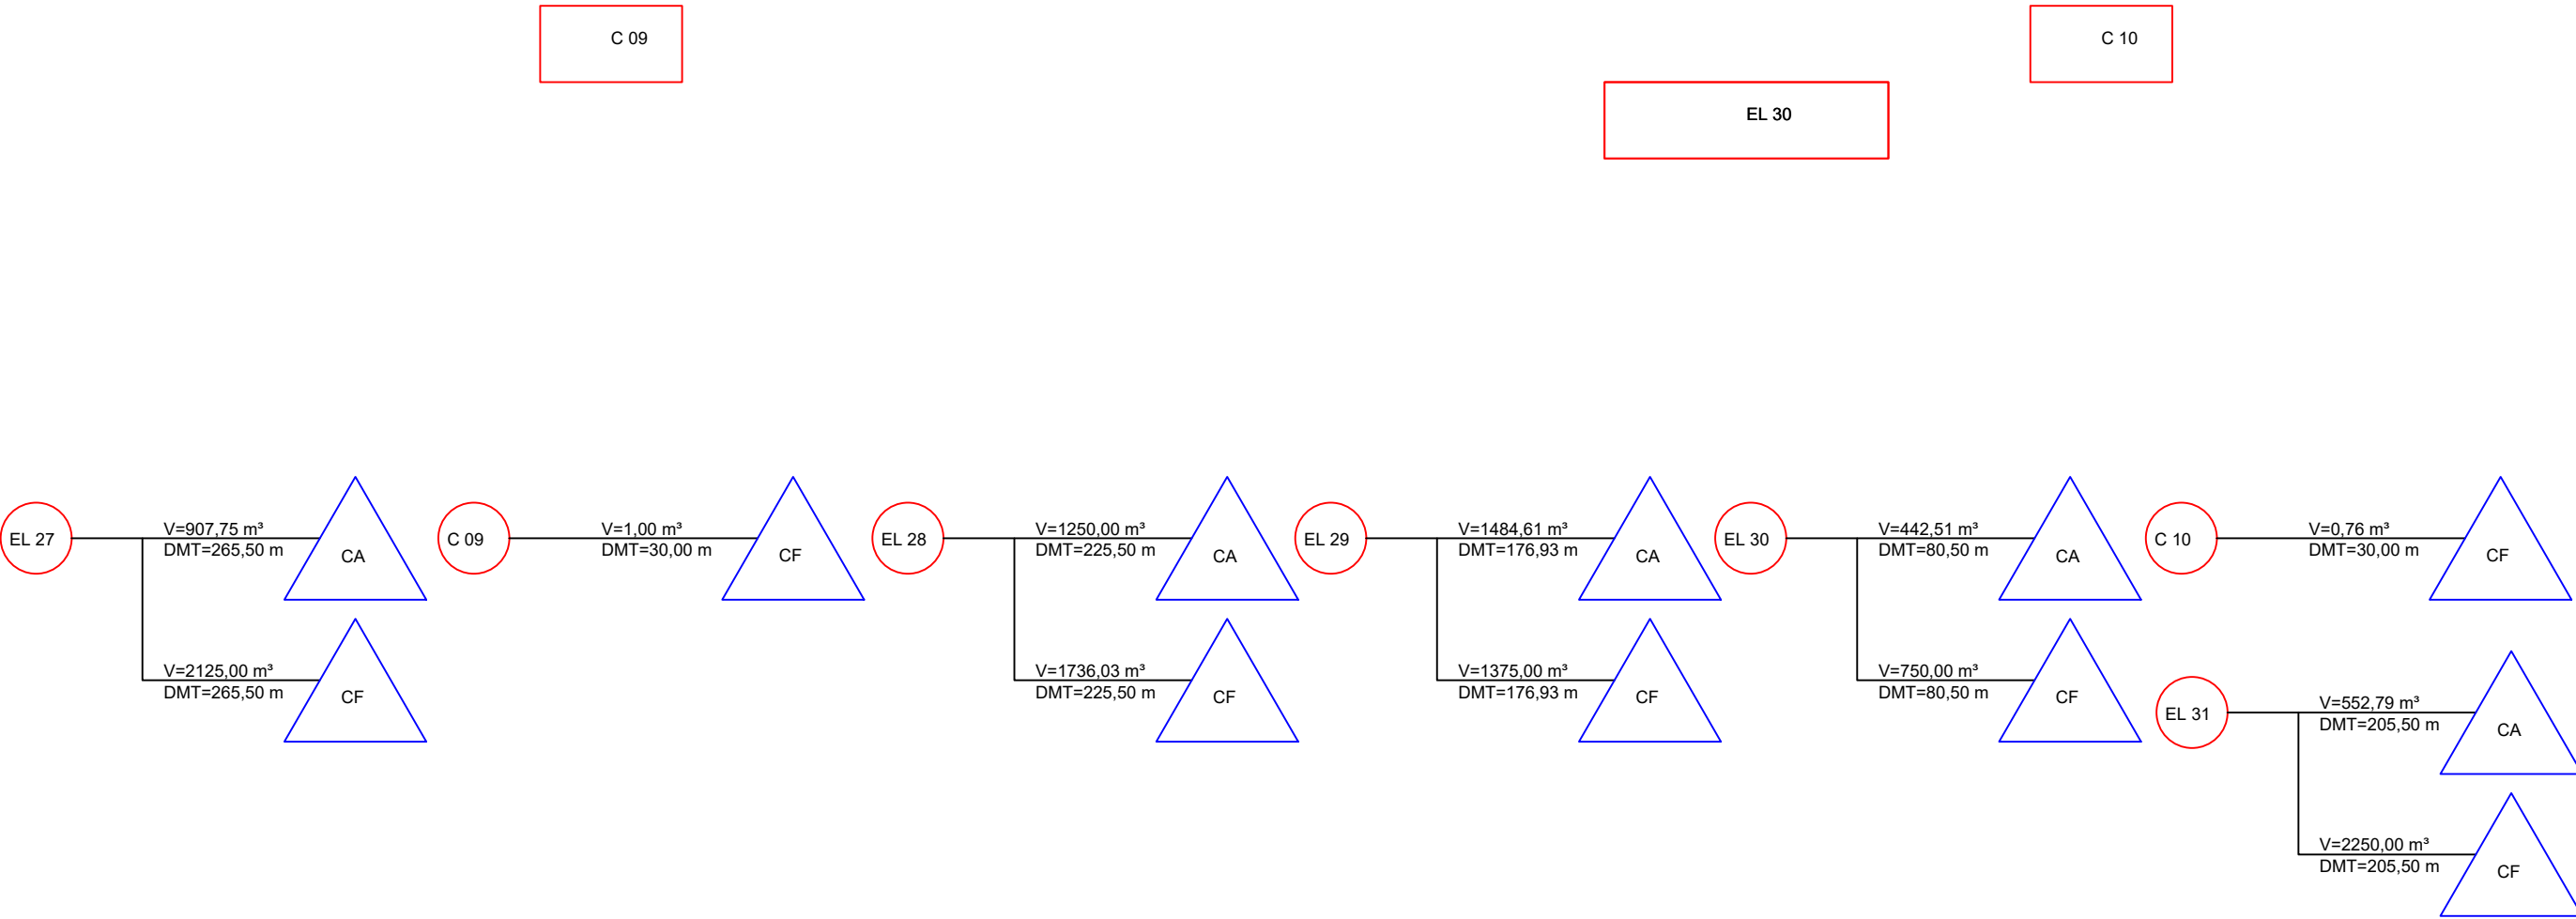 C 09
C 10
EL 30
EL 27
V=907,75 m³
DMT=265,50 m
CA
V=2125,00 m³
DMT=265,50 m
CF
C 09
V=1,00 m³
DMT=30,00 m
CF
EL 28
V=1250,00 m³
DMT=225,50 m
CA
V=1736,03 m³
DMT=225,50 m
CF
EL 29
V=1484,61 m³
DMT=176,93 m
CA
V=1375,00 m³
DMT=176,93 m
CF
EL 30
V=442,51 m³
DMT=80,50 m
CA
V=750,00 m³
DMT=80,50 m
CF
C 10
V=0,76 m³
DMT=30,00 m
CF
EL 31
V=552,79 m³
DMT=205,50 m
CA
V=2250,00 m³
DMT=205,50 m
CF